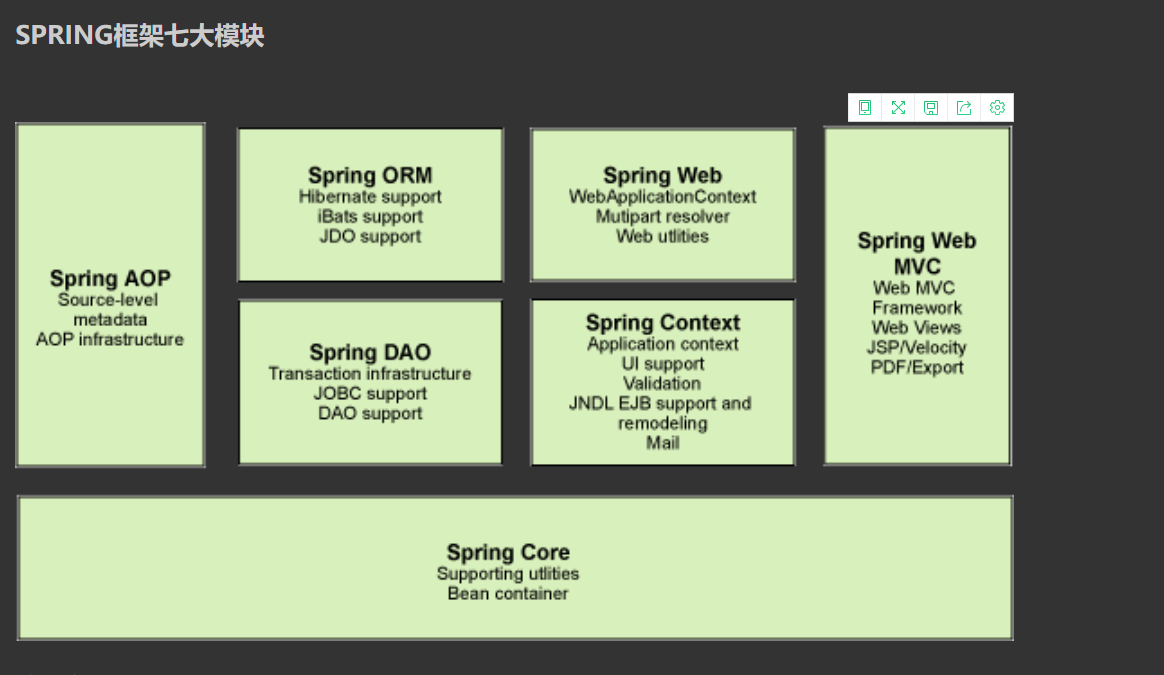 SPRING框架七大模块
Spring AOP
Source-level
metadata
AOP infrastructure
Spring ORM
Hibernate support
iBats support
JDO support
Spring Web
WebApplicationContext
Mutipart resolver
Web utlities
Spring DAO
Transaction infrastructure
JOBC support
DAO support
Spring Context
Application context
UI support
Validation
JNDL EJB support and
remodeling
Mail
Spring Web
MVC
Web MVC
Framework
Web Views
JSP/Velocity
PDF/Export
Spring Core
Supporting utlities
Bean container